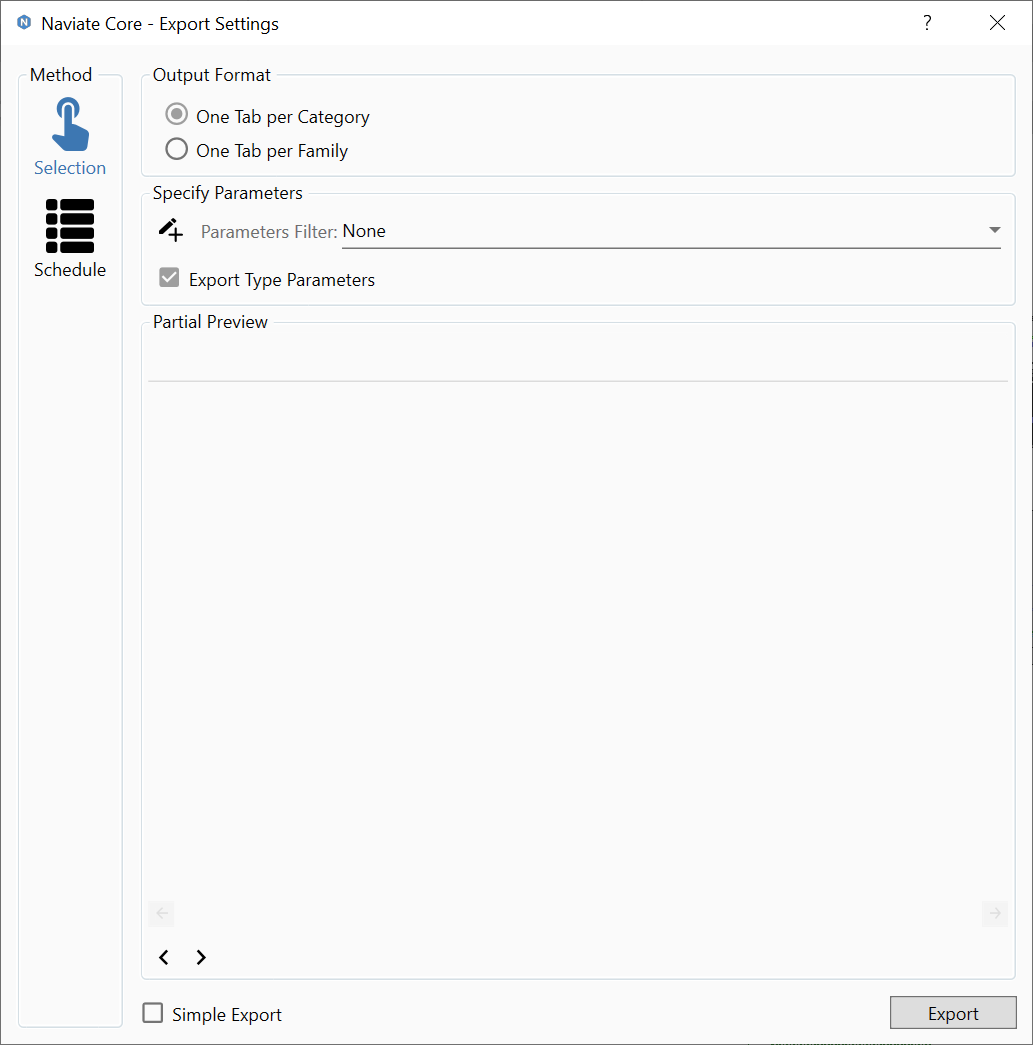 Naviate Core - Export Settings
?
Method
Selection
Schedule
Output Format
One Tab per Category
One Tab per Family
Specify Parameters
Parameters Filter: None
Export Type Parameters
Partial Preview
Simple Export
Export